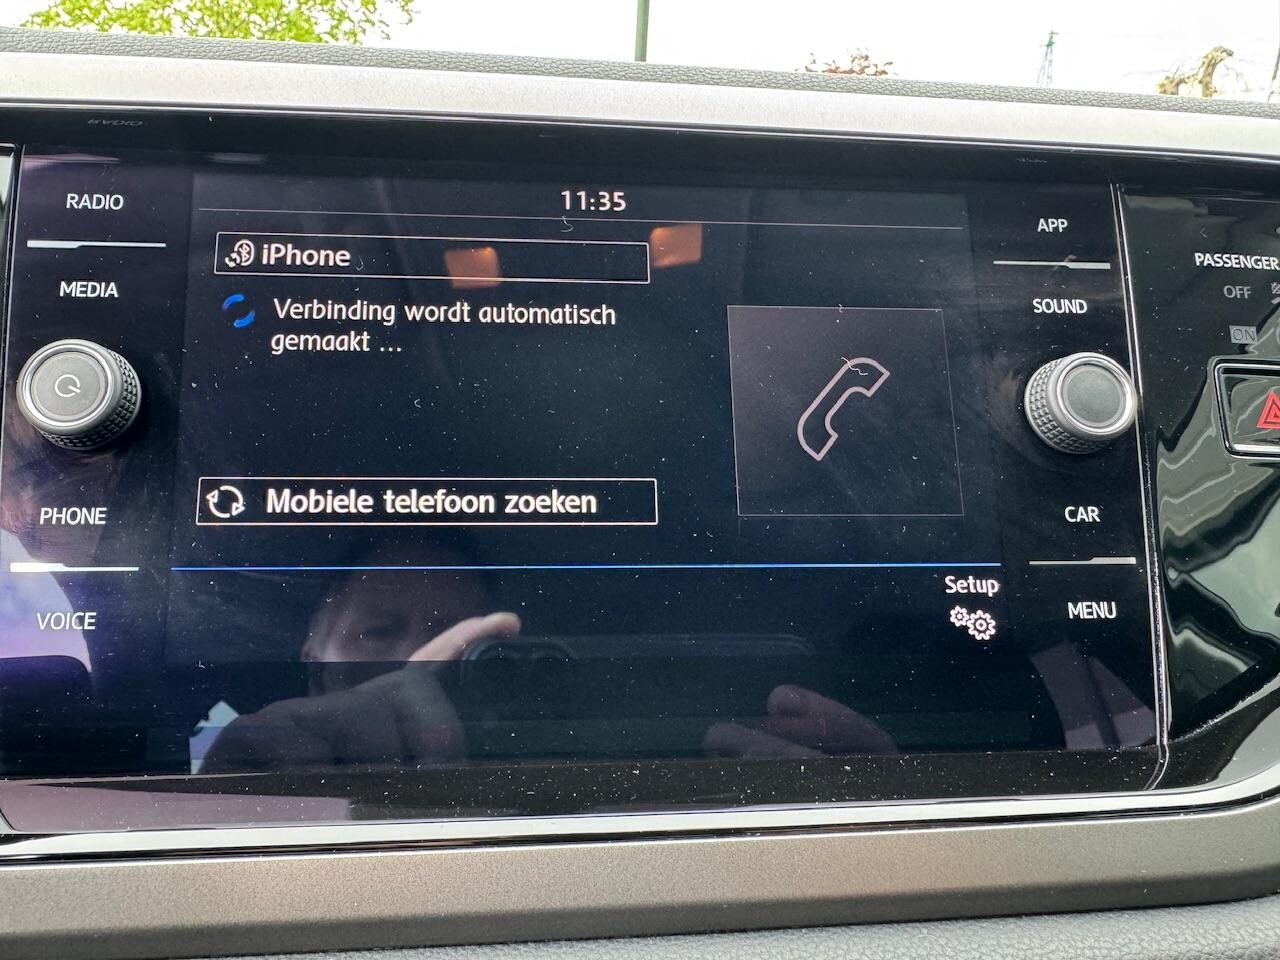 RADIO
MEDIA
PHONE
VOICE
11:35
iPhone
Verbinding wordt automatisch
gemaakt ...
Mobiele telefoon zoeken
Setup
APP
SOUND
CAR
MENU
PASSENGER
OFF
ON